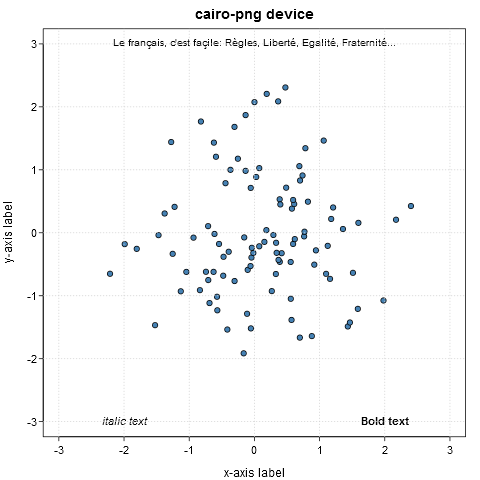 cairo-png device
Le français, c'est façile: Règles, Liberté, Egalité, Fraternité...
3
2
1
0
-1
-2
-3
y-axis label
italic text
Bold text
-3
-2
-1
0
1
2
3
x-axis label